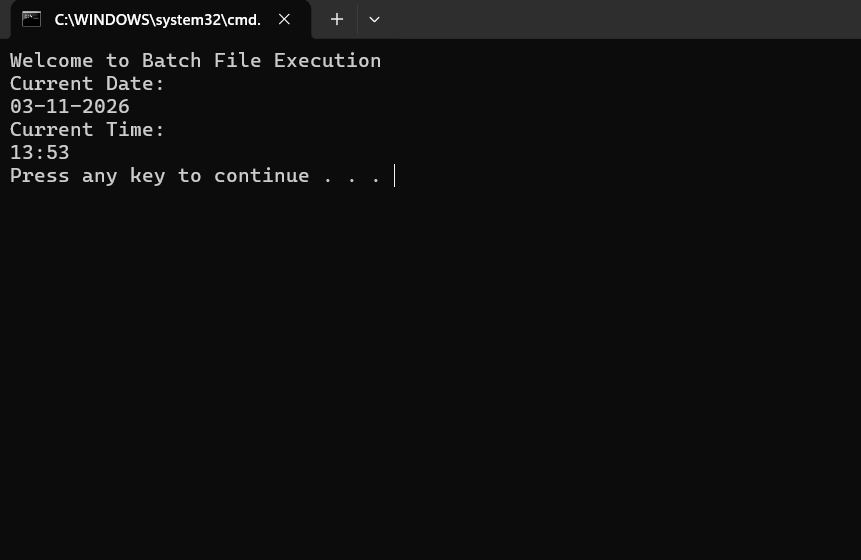 C:\WINDOWS\system32\cmd.
Welcome to Batch File Execution
Current Date:
03-11-2026
Current Time:
13:53
Press any key to continue . . .